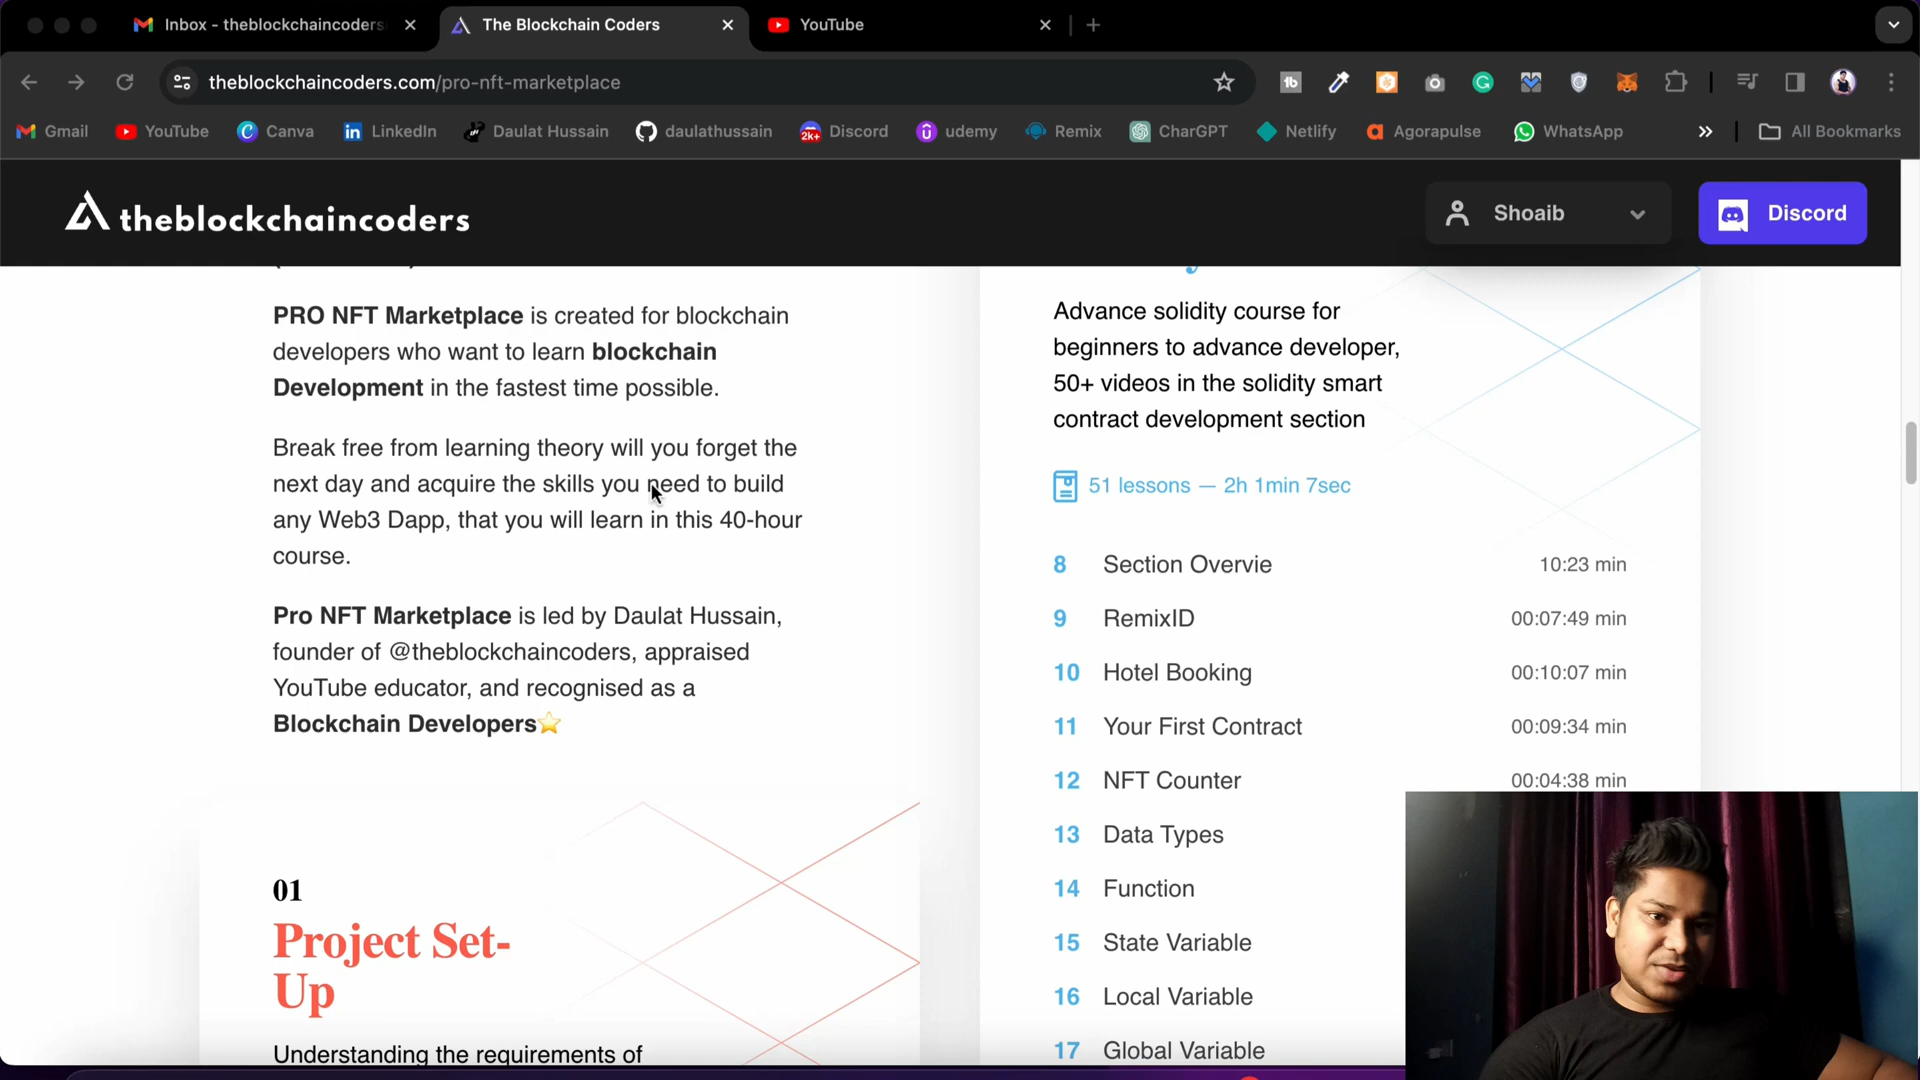 Inbox - theblockchaincoders
The Blockchain Coders
YouTube
theblockchaincoders.com/pro-nft-marketplace
Gmail
YouTube
Canva
LinkedIn
Daulat Hussain
daulathussain
2k+
Discord
udemy
Remix
CharGPT
Netlify
Agorapulse
WhatsApp
All Bookmarks
theblockchaincoders
Shoaib
Discord
PRO NFT Marketplace is created for blockchain
developers who want to learn blockchain
Development in the fastest time possible.
Break free from learning theory will you forget the
next day and acquire the skills you need to build
any Web3 Dapp, that you will learn in this 40-hour
course.
Pro NFT Marketplace is led by Daulat Hussain,
founder of @theblockchaincoders, appraised
YouTube educator, and recognised as a
Blockchain Developers⭐
01
Project Set-
Up
Understanding the requirements of
Advance solidity course for
beginners to advance developer,
50+ videos in the solidity smart
contract development section
51 lessons — 2h 1min 7sec
8 Section Overvie 10:23 min
9 RemixID 00:07:49 min
10 Hotel Booking 00:10:07 min
11 Your First Contract 00:09:34 min
12 NFT Counter 00:04:38 min
13 Data Types
14 Function
15 State Variable
16 Local Variable
17 Global Variable